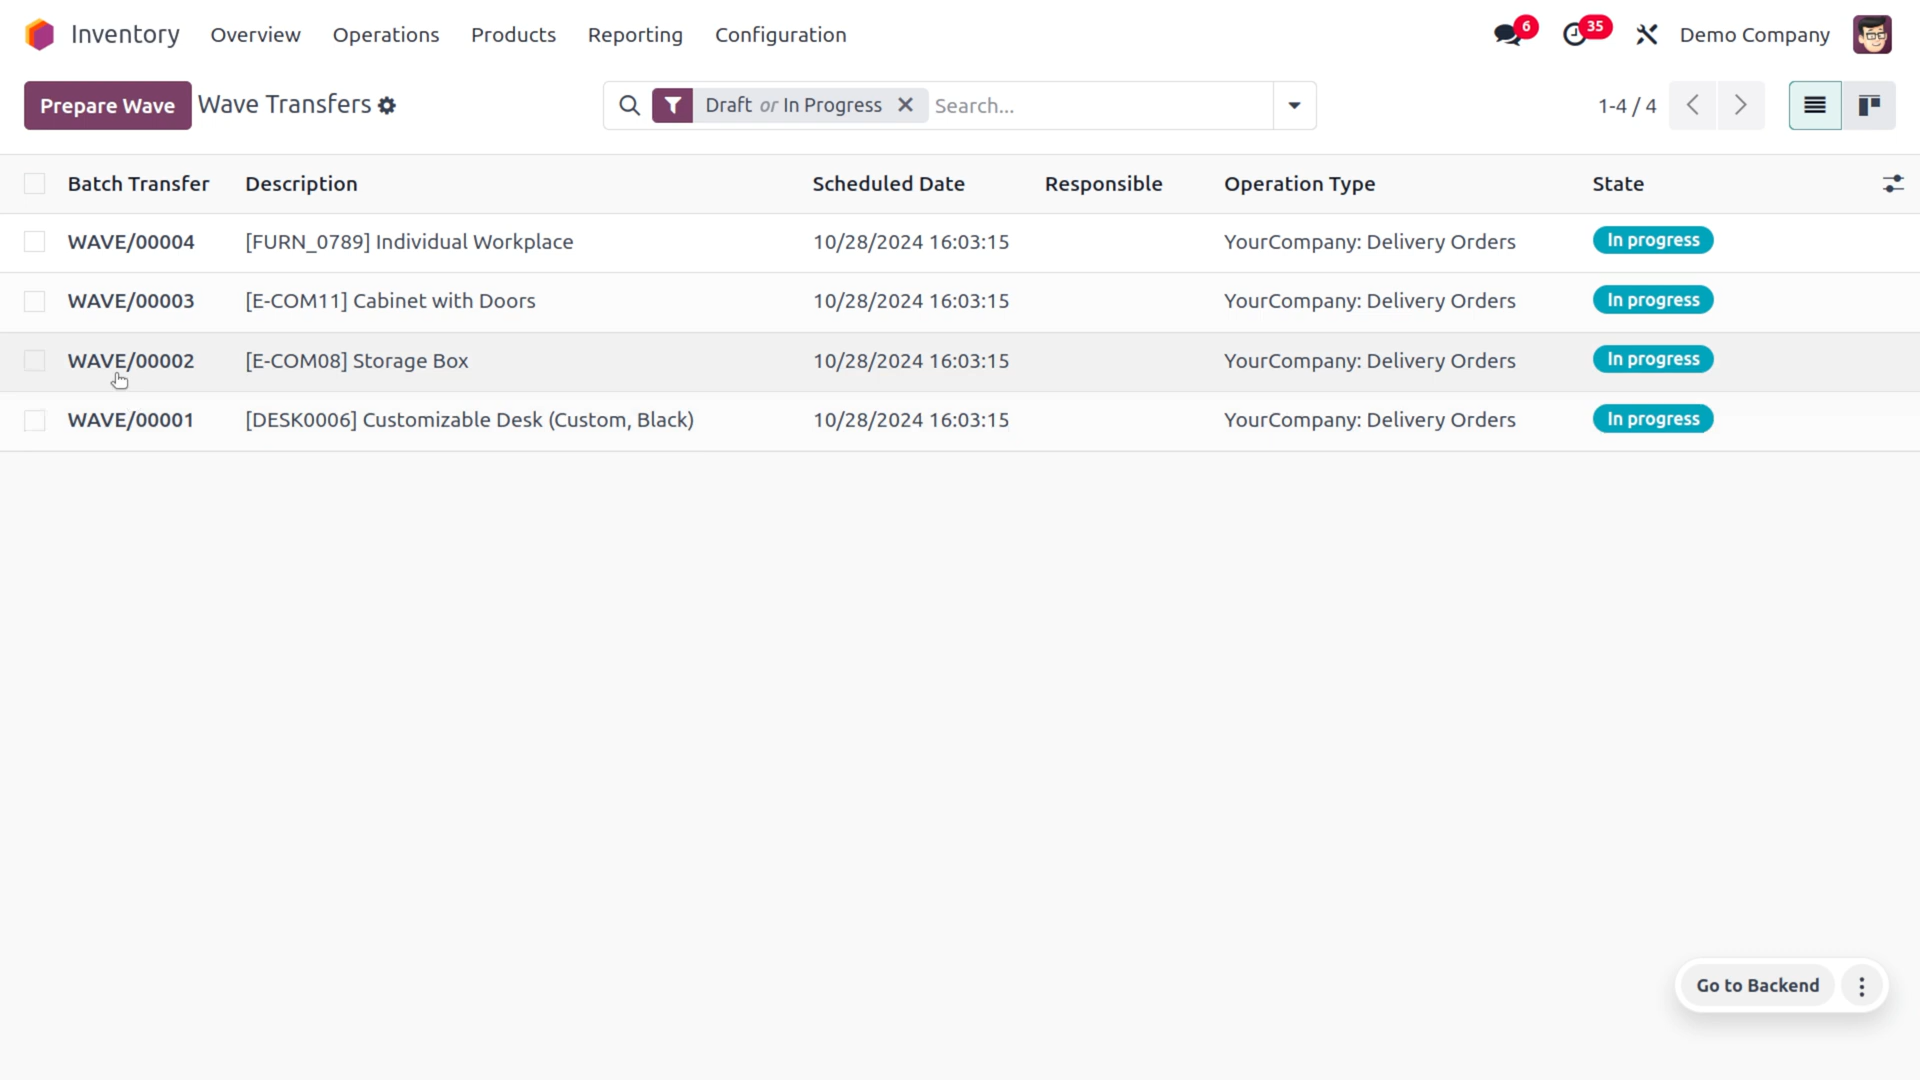 Inventory Overview Operations Products Reporting Configuration 6 35 Demo Company
Prepare Wave Wave Transfers Draft or In Progress Search... 1-4 / 4
Batch Transfer Description Scheduled Date Responsible Operation Type State
WAVE/00004 [FURN_0789] Individual Workplace 10/28/2024 16:03:15 YourCompany: Delivery Orders In progress
WAVE/00003 [E-COM11] Cabinet with Doors 10/28/2024 16:03:15 YourCompany: Delivery Orders In progress
WAVE/00002 [E-COM08] Storage Box 10/28/2024 16:03:15 YourCompany: Delivery Orders In progress
WAVE/00001 [DESK0006] Customizable Desk (Custom, Black) 10/28/2024 16:03:15 YourCompany: Delivery Orders In progress
Go to Backend